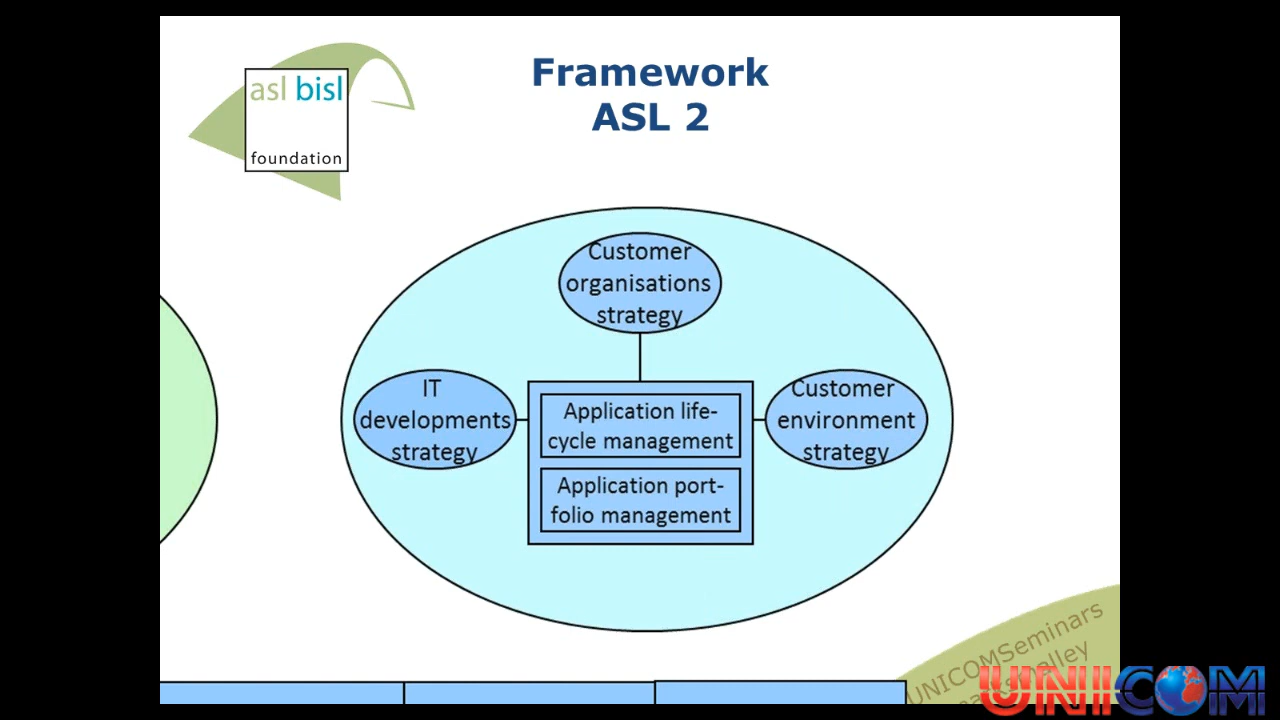 asl bisl
foundation
Framework
ASL 2
Customer
organisations
strategy
IT
developments
strategy
Application life-
cycle management
Customer
environment
strategy
Application port-
folio management
UNICOMSeminars
UNICOM